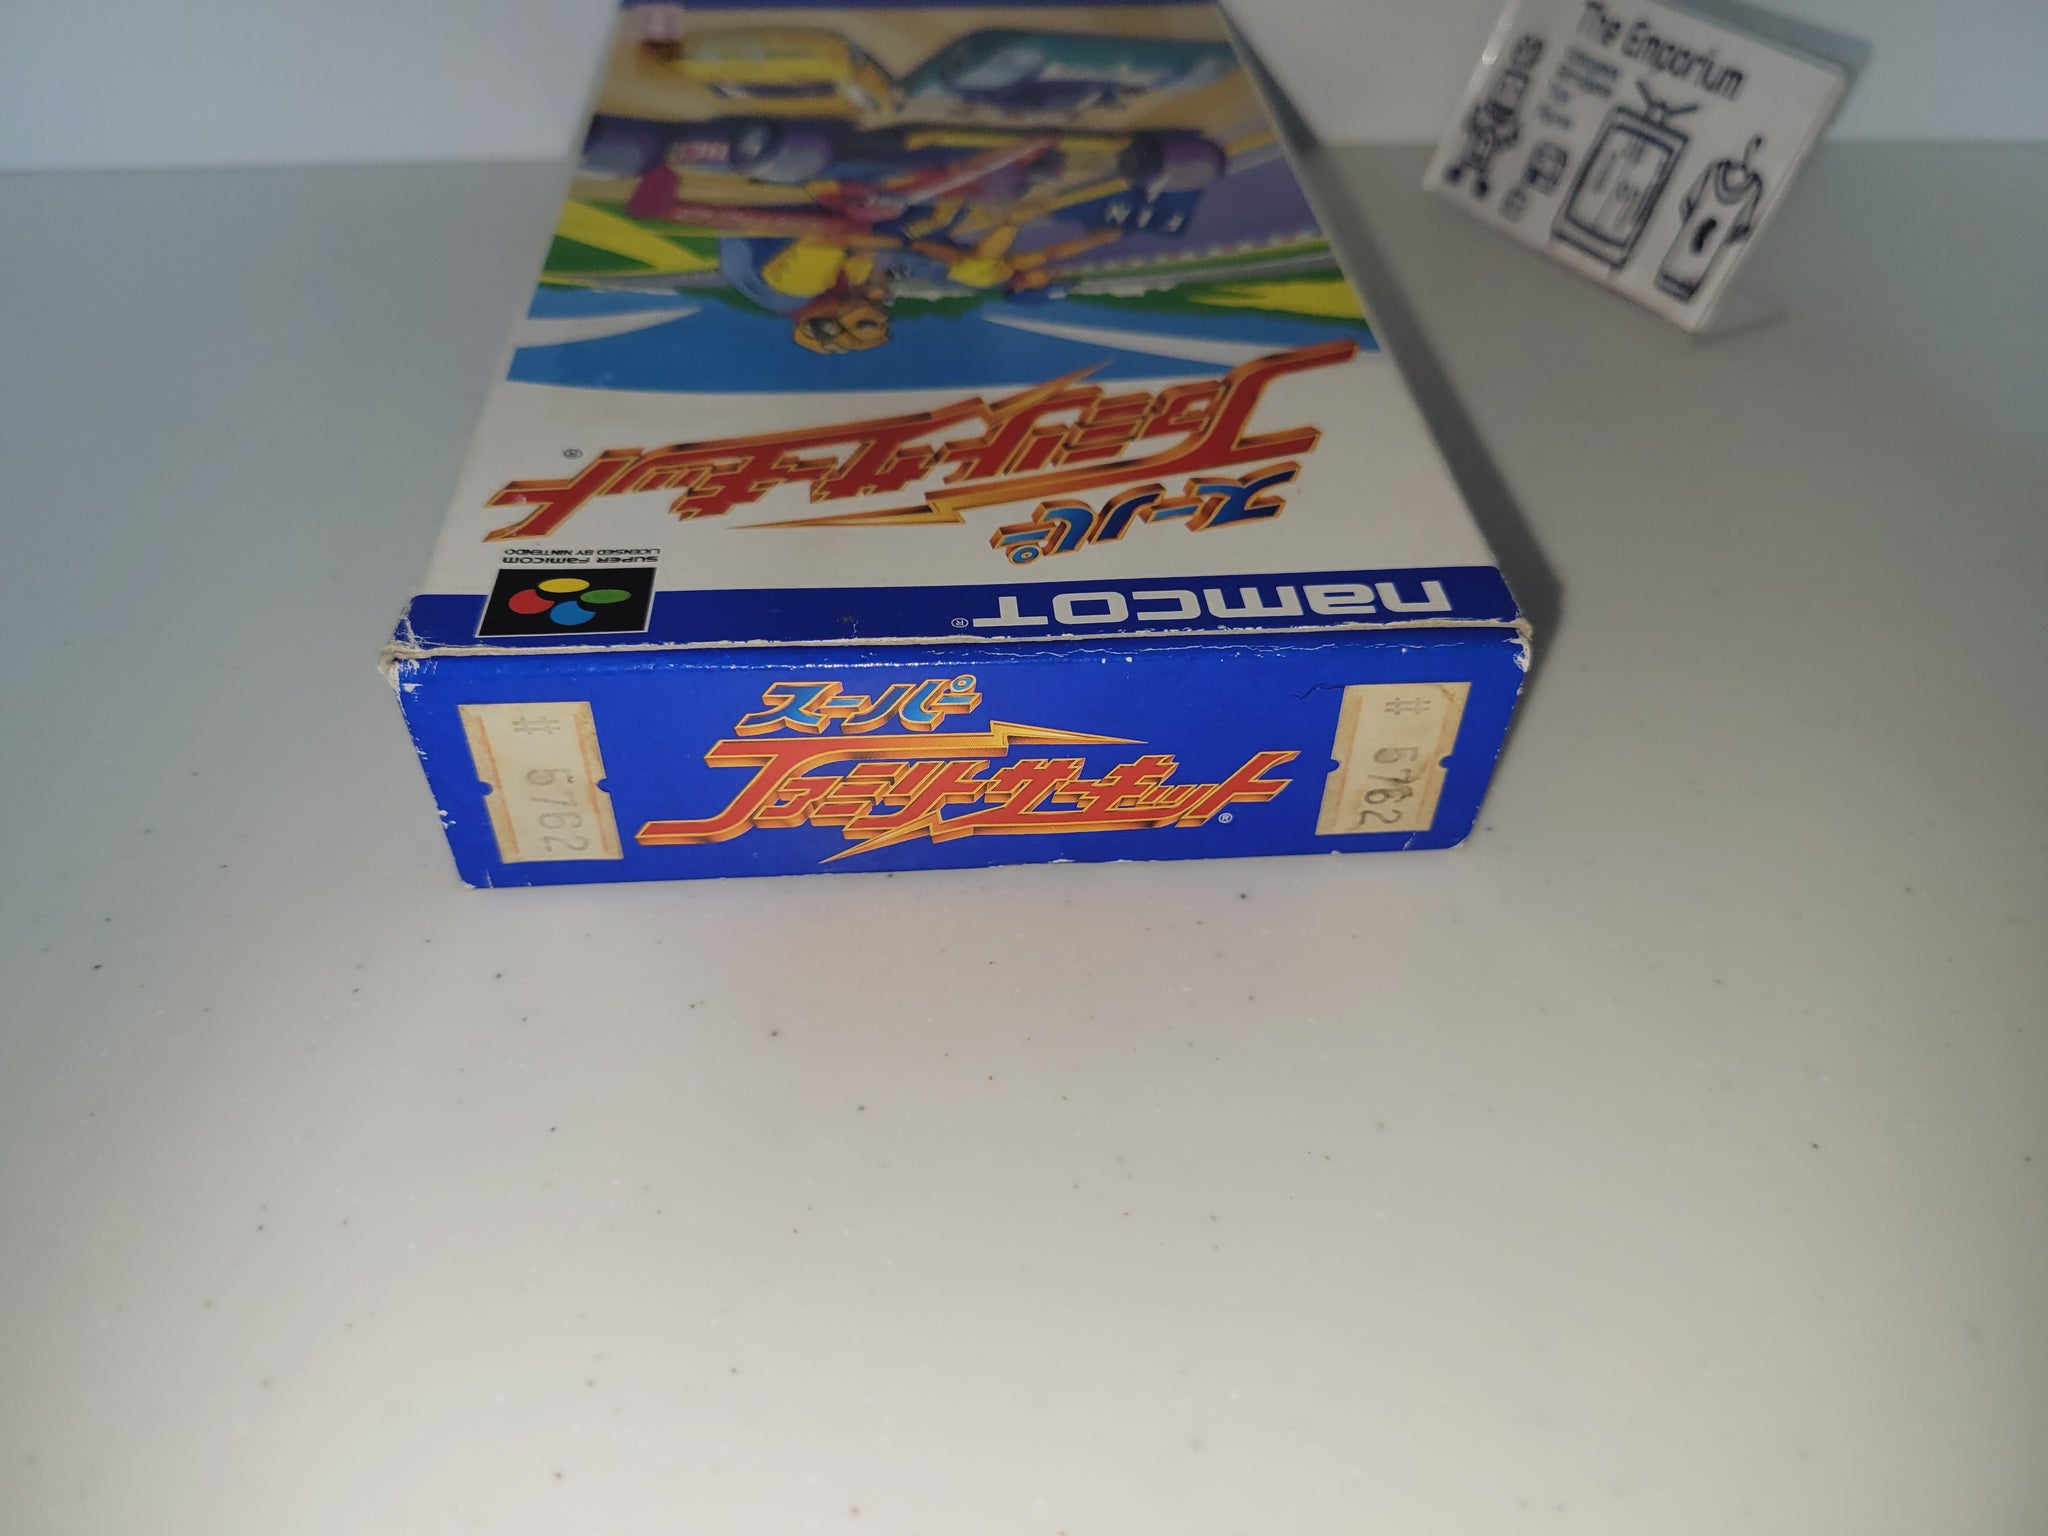 The Emporium
FIN
スーパー
ファミリーサーキット®
SUPER FAMICOM
LICENSED BY NINTENDO
namcoT®
スーパー
ファミリーサーキット®
# 5762
# 5762